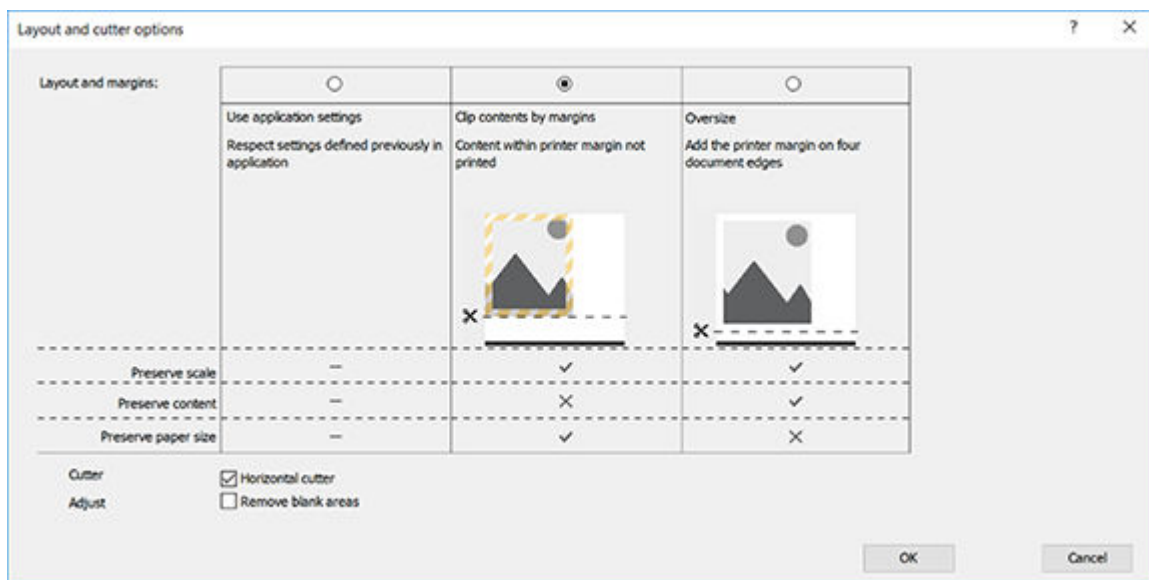 Layout and cutter options
Layout and margins:
Use application settings
Respect settings defined previously in
application
Clip contents by margins
Content within printer margin not
printed
Oversize
Add the printer margin on four
document edges
Preserve scale
Preserve content
Preserve paper size
Cutter
Horizontal cutter
Adjust
Remove blank areas
OK
Cancel